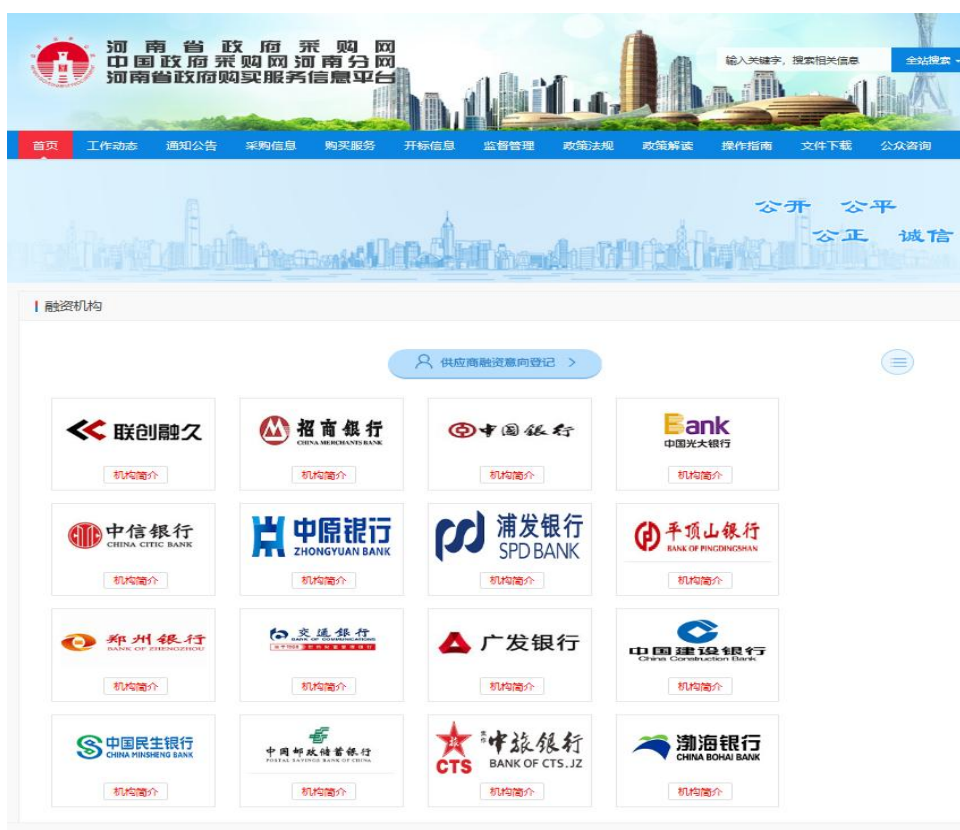 河南省政府采购网
中国政府采购网河南分网
河南省政府购买服务信息平台
输入关键字，搜索相关信息
全站搜索
首页 工作动态 通知公告 采购信息 购买服务 开标信息 监督管理 政策法规 政策解读 操作指南 文件下载 公众咨询
公开 公平
公正 诚信
融资机构
供应商融资意向登记 >
联创融久
机构简介
招商银行
CHINA MERCHANTS BANK
机构简介
中国银行
机构简介
Bank
中国光大银行
机构简介
中信银行
CHINA CITIC BANK
机构简介
中原银行
ZHONGYUAN BANK
机构简介
浦发银行
SPD BANK
机构简介
平顶山银行
BANK OF PINGDINGSHAN
机构简介
郑州银行
BANK OF ZHENGZHOU
机构简介
交通银行
BANK OF COMMUNICATIONS
机构简介
广发银行
机构简介
中国建设银行
China Construction Bank
机构简介
中国民生银行
CHINA MINSHENG BANK
机构简介
中国邮政储蓄银行
POSTAL SAVINGS BANK OF CHINA
机构简介
CTS
中旅银行
BANK OF CTS.JZ
机构简介
渤海银行
CHINA BOHAI BANK
机构简介